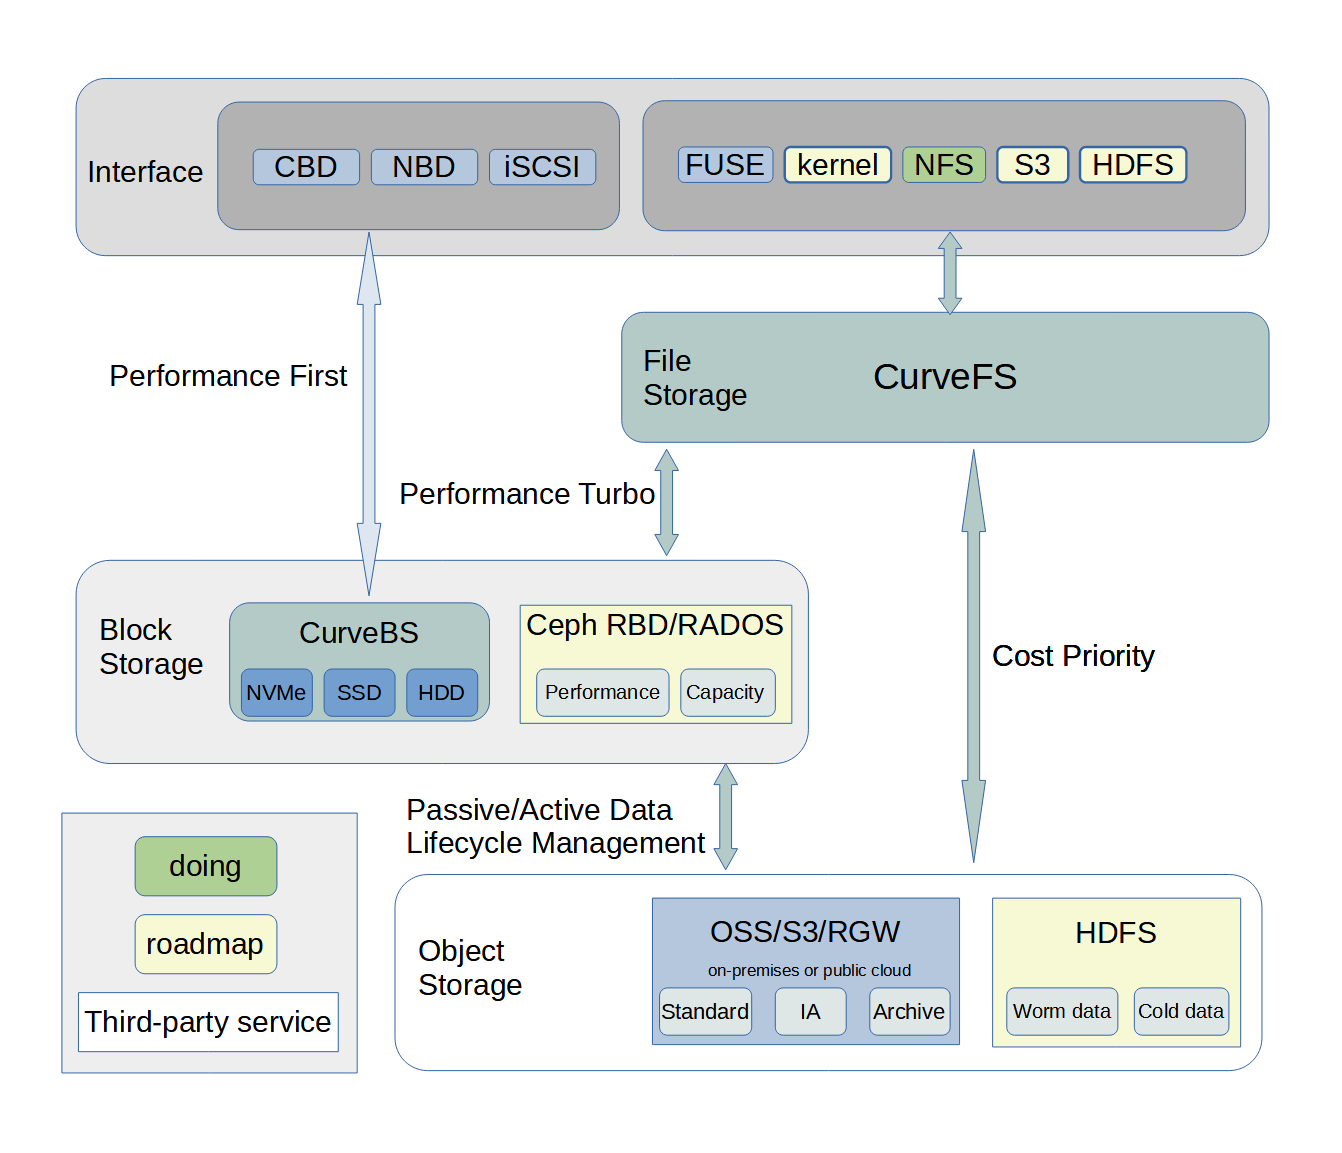 Interface
CBD
NBD
iSCSI
FUSE
kernel
NFS
S3
HDFS
Performance First
File
Storage
CurveFS
Performance Turbo
Block
Storage
CurveBS
NVMe
SSD
HDD
Ceph RBD/RADOS
Performance
Capacity
Cost Priority
Passive/Active Data
Lifecycle Management
doing
roadmap
Third-party service
Object
Storage
OSS/S3/RGW
on-premises or public cloud
Standard
IA
Archive
HDFS
Worm data
Cold data